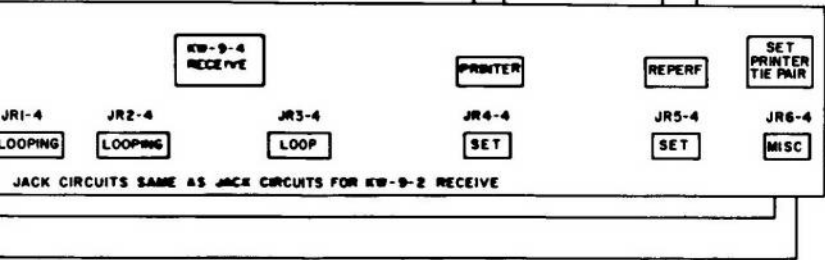 KW-9-4
RECEIVE
PRINTER
REPERF
SET
PRINTER
TIE PAIR
JR1-4 JR2-4 JR3-4 JR4-4 JR5-4 JR6-4
LOOPING LOOPING LOOP SET SET MISC
JACK CIRCUITS SAME AS JACK CIRCUITS FOR KW-9-2 RECEIVE